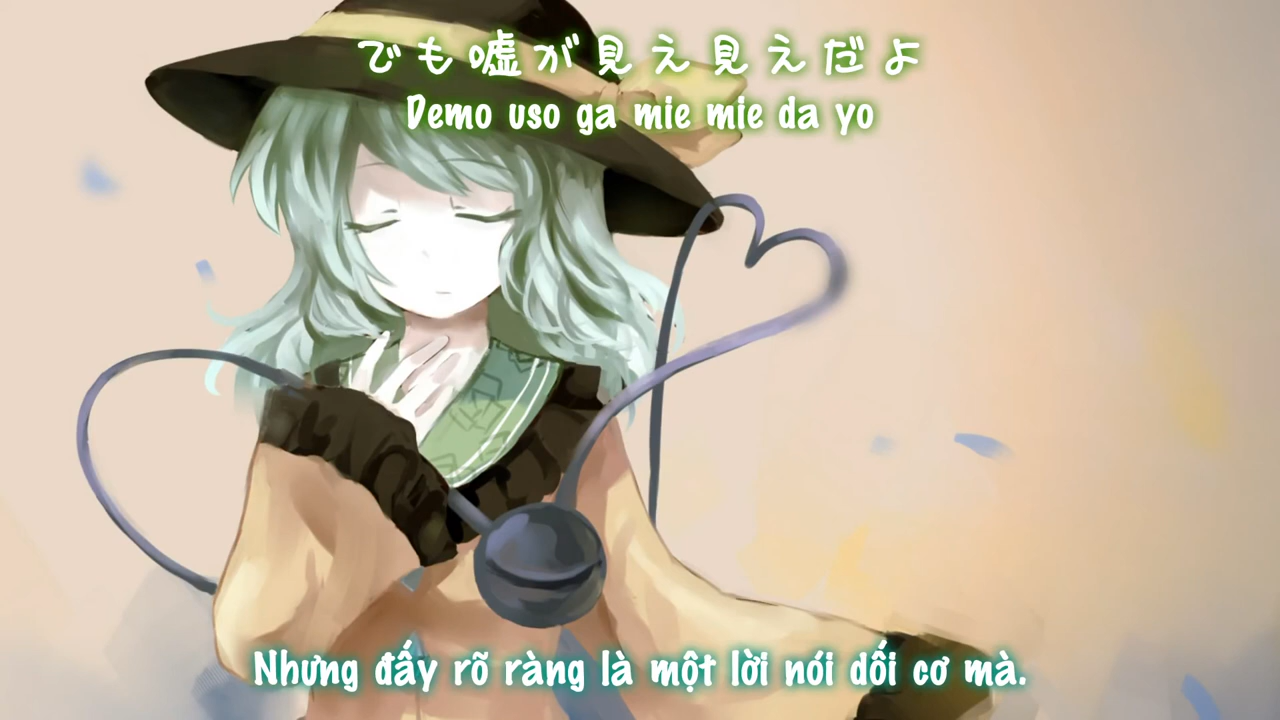 でも嘘が見え見えだよ
Demo uso ga mie mie da yo
Nhưng đấy rõ ràng là một lời nói dối cơ mà.